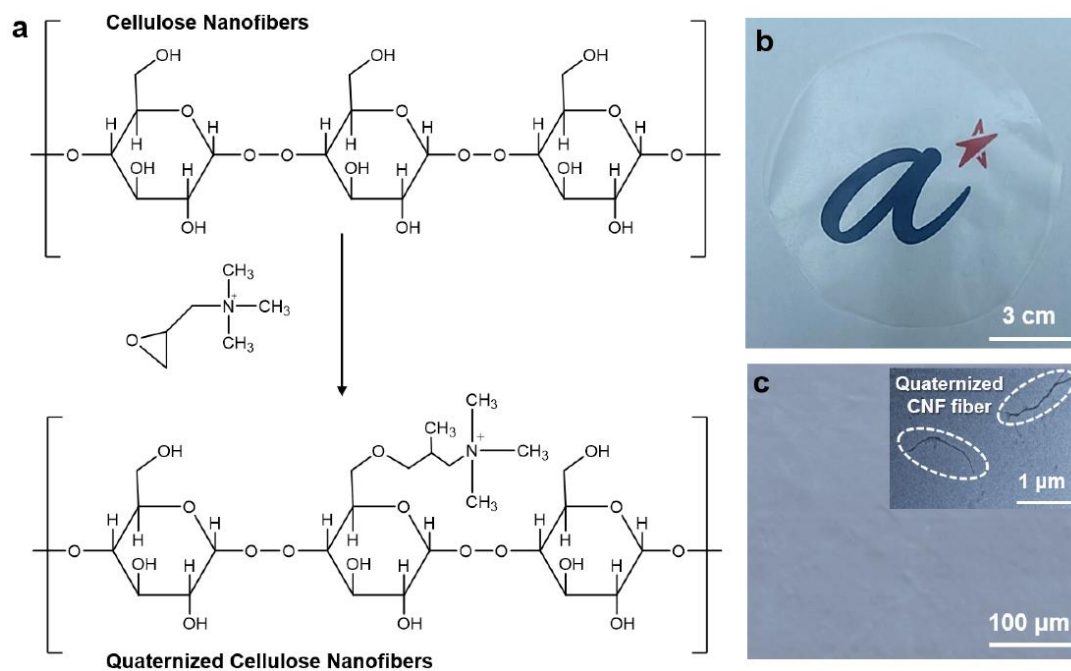 a
Cellulose Nanofibers
OH OH OH
O O O
H H H H H H
H H H
O O O O O O
OH H OH H OH H
OH OH OH
CH3
N+ CH3
O CH3
CH3
CH3
OH O N+ CH3 OH
CH3
O O O
H H H H H H
H H H
O O O O O O
OH H OH H OH H
OH OH OH
Quaternized Cellulose Nanofibers
b
a
3 cm
c
Quaternized
CNF fiber
1 µm
100 µm